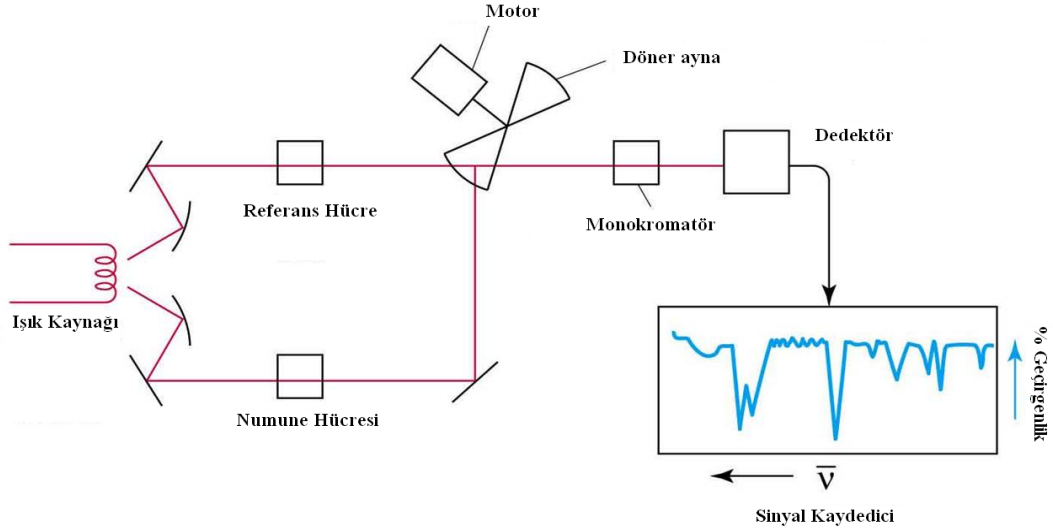 Motor
Döner ayna
Dedektör
Referans Hücre
Monokromatör
Işık Kaynağı
Numune Hücresi
% Geçirgenlik
ν̅
Sinyal Kaydedici